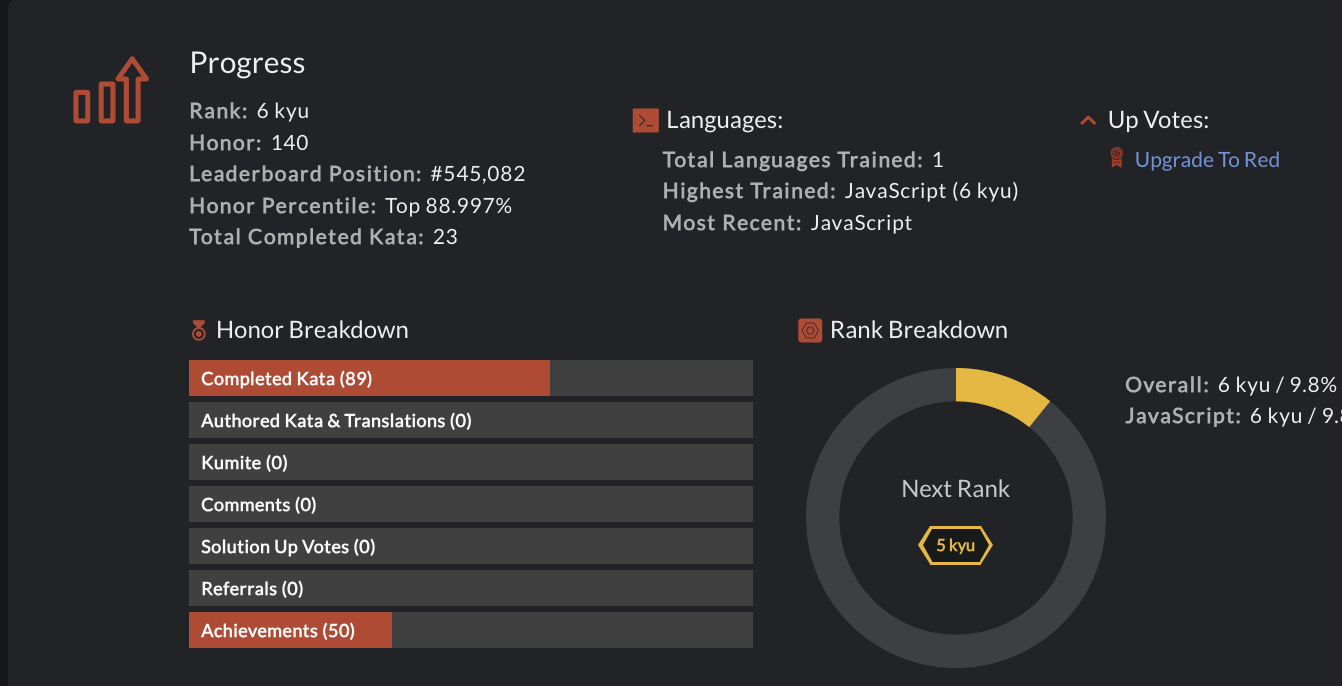 Progress
Rank: 6 kyu
Honor: 140
Leaderboard Position: #545,082
Honor Percentile: Top 88.997%
Total Completed Kata: 23
Languages:
Total Languages Trained: 1
Highest Trained: JavaScript (6 kyu)
Most Recent: JavaScript
Up Votes:
Upgrade To Red
Honor Breakdown
Completed Kata (89)
Authored Kata & Translations (0)
Kumite (0)
Comments (0)
Solution Up Votes (0)
Referrals (0)
Achievements (50)
Rank Breakdown
Next Rank
5 kyu
Overall: 6 kyu / 9.8%
JavaScript: 6 kyu / 9.